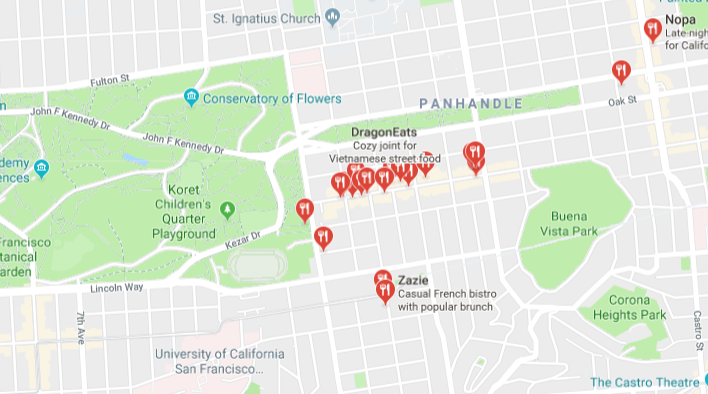 St. Ignatius Church
Nopa
Late-nigh
for Califo
Fulton St
Conservatory of Flowers
PANHANDLE
Oak St
John F Kennedy Dr
John F Kennedy Dr
DragonEats
Cozy joint for
Vietnamese street food
demy
ences
Koret
Children's
Quarter
Playground
Buena
Vista Park
Francisco
tanical
arden
Kezar Dr
Lincoln Way
Zazie
Casual French bistro
with popular brunch
Corona
Heights Park
7th Ave
Castro St
University of California
San Francisco...
The Castro Theatre